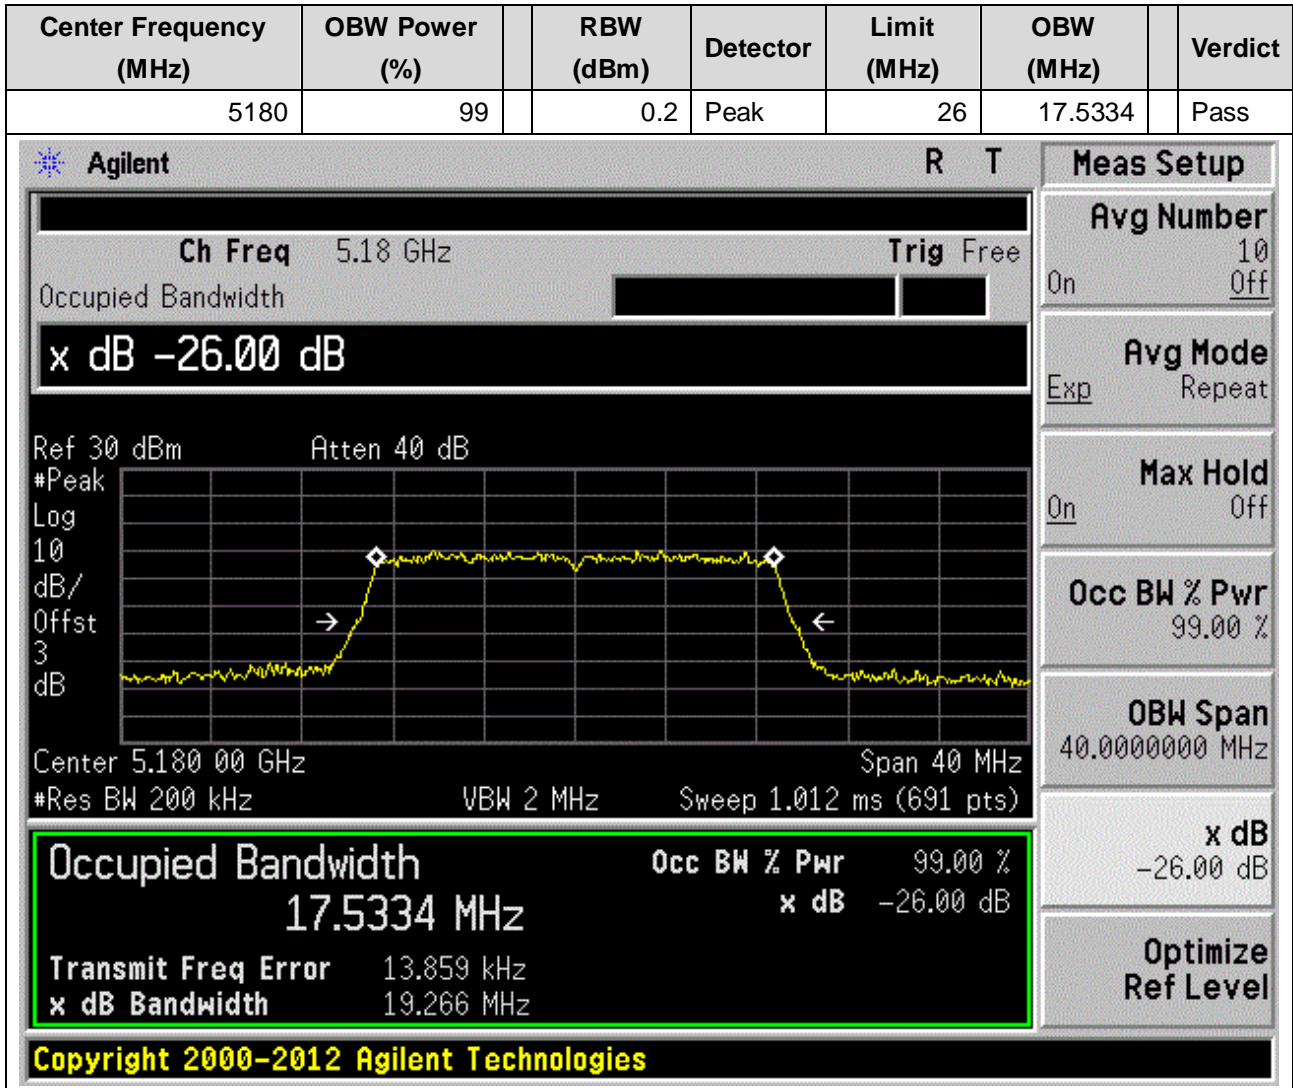 Center Frequency (MHz) OBW Power (%) RBW (dBm) Detector Limit (MHz) OBW (MHz) Verdict
5180 99 0.2 Peak 26 17.5334 Pass
Agilent R T
Ch Freq 5.18 GHz Trig Free
Occupied Bandwidth
x dB -26.00 dB
Ref 30 dBm Atten 40 dB
#Peak
Log
10
dB/
Offst
3
dB
Center 5.180 00 GHz Span 40 MHz
#Res BW 200 kHz VBW 2 MHz Sweep 1.012 ms (691 pts)
Occupied Bandwidth Occ BW % Pwr 99.00 %
17.5334 MHz x dB -26.00 dB
Transmit Freq Error 13.859 kHz
x dB Bandwidth 19.266 MHz
Copyright 2000-2012 Agilent Technologies
Meas Setup
Avg Number
10
On Off
Avg Mode
Exp Repeat
Max Hold
On Off
Occ BW % Pwr
99.00 %
OBW Span
40.0000000 MHz
x dB
-26.00 dB
Optimize
Ref Level